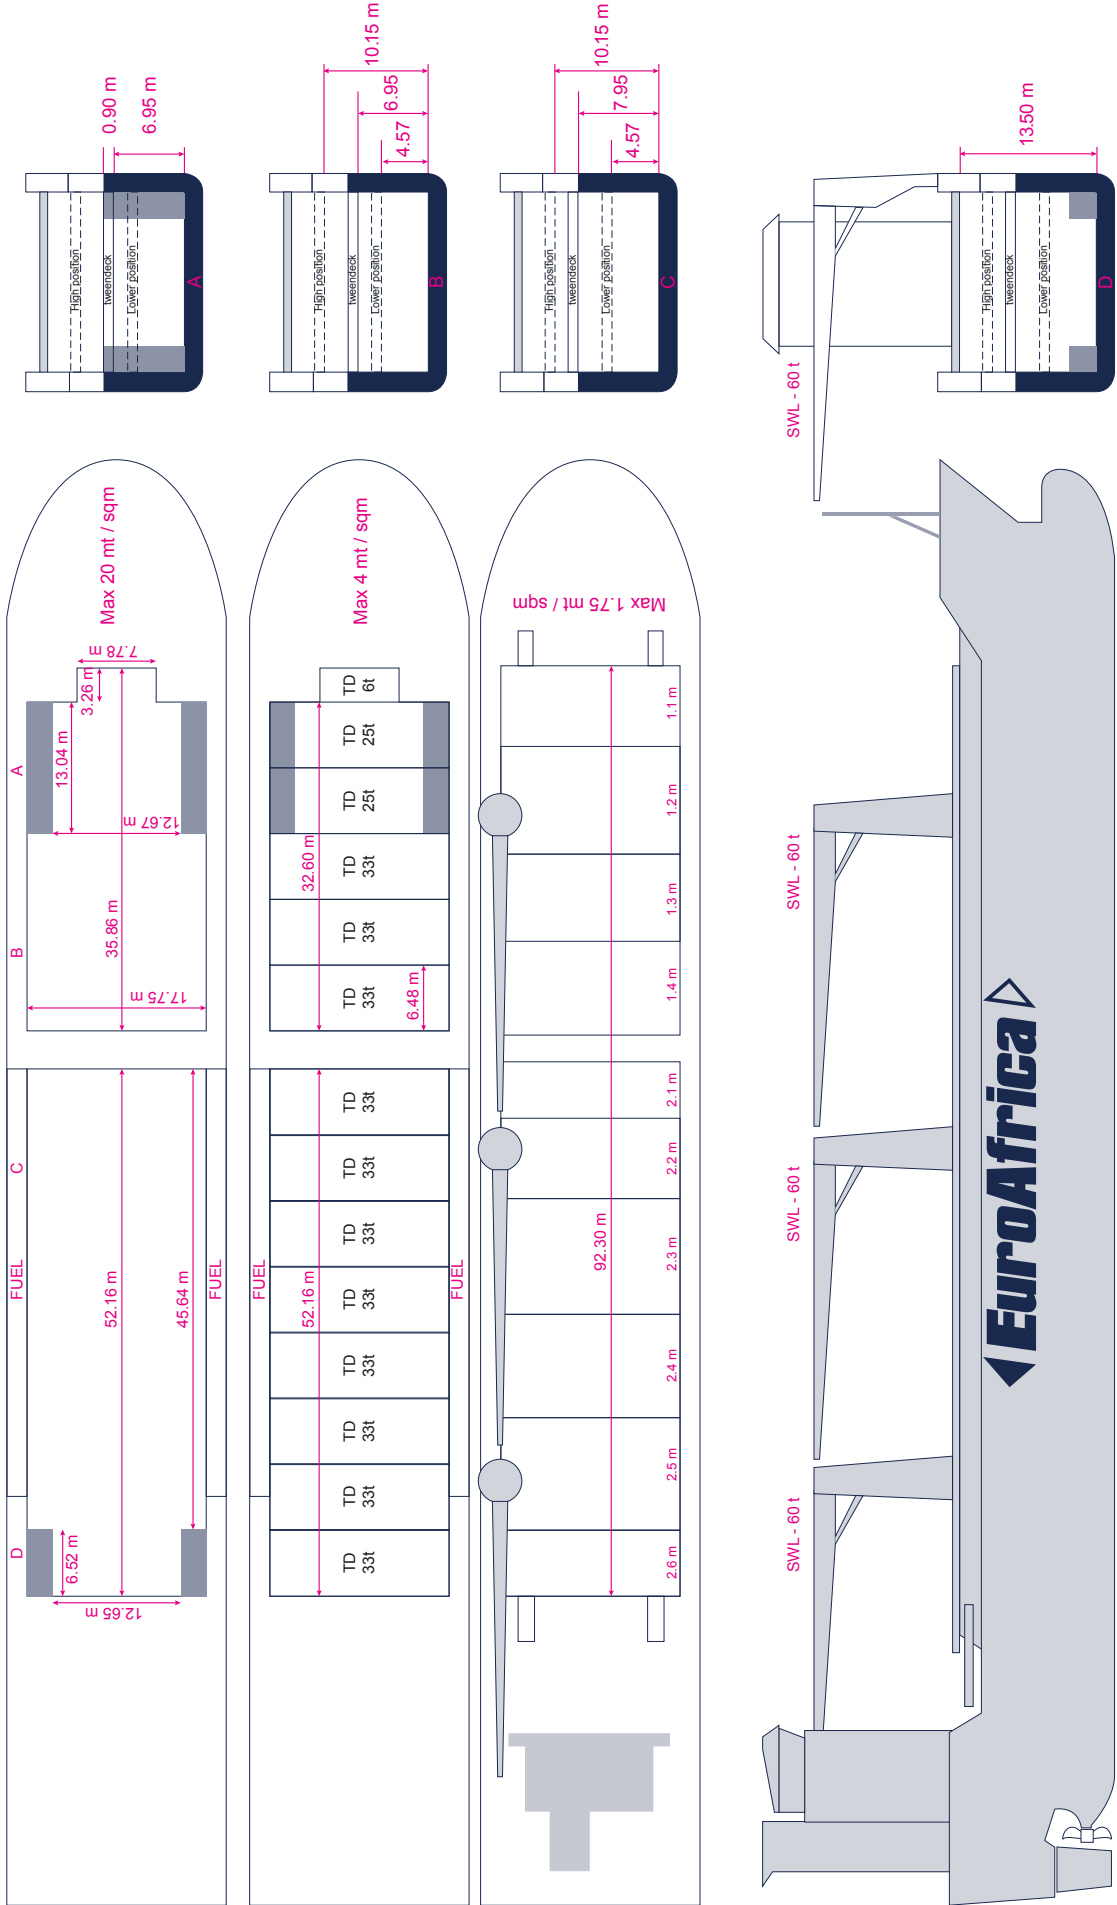 0.90 m
6.95 m
High position
tweendeck
Lower position
A
10.15 m
6.95
4.57
High position
tweendeck
Lower position
B
10.15 m
7.95
4.57
High position
tweendeck
Lower position
C
13.50 m
High position
tweendeck
Lower position
D
SWL - 60 t
Max 20 mt / sqm
7.78 m
3.26 m
13.04 m
A
12.67 m
35.86 m
B
17.75 m
C
FUEL
52.16 m
45.64 m
FUEL
D
6.52 m
12.65 m
Max 4 mt / sqm
TD
6t
TD
25t
TD
25t
32.60 m
TD
33t
TD
33t
TD
33t
6.48 m
TD
33t
TD
33t
TD
33t
FUEL
52.16 m
TD
33t
FUEL
TD
33t
TD
33t
TD
33t
TD
33t
Max 1.75 mt / sqm
1.1 m
1.2 m
1.3 m
1.4 m
2.1 m
2.2 m
92.30 m
2.3 m
2.4 m
2.5 m
2.6 m
SWL - 60 t
SWL - 60 t
SWL - 60 t
EuroAfrica